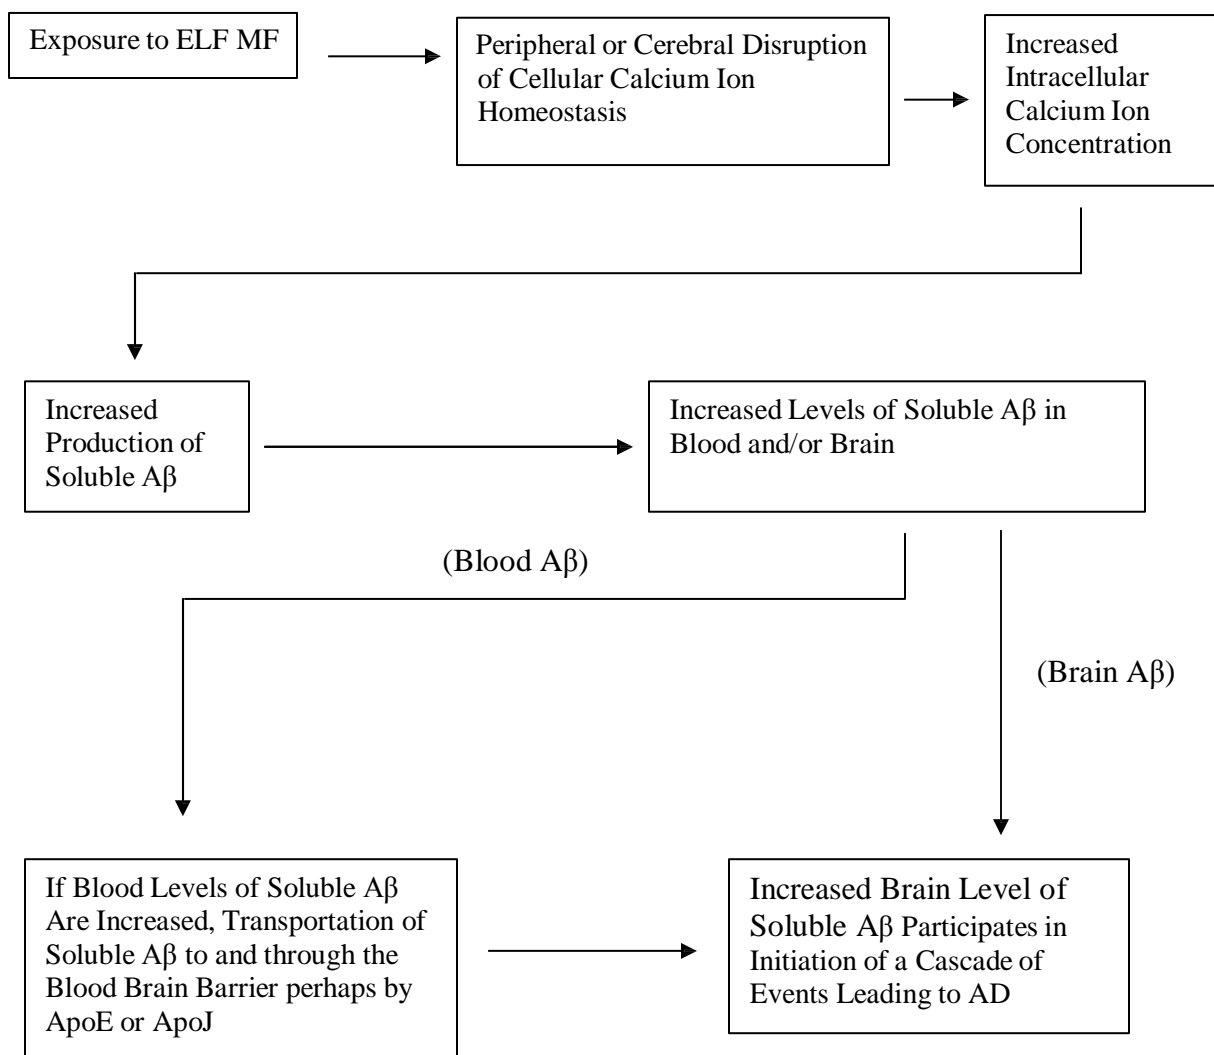 Exposure to ELF MF
Peripheral or Cerebral Disruption
of Cellular Calcium Ion
Homeostasis
Increased
Intracellular
Calcium Ion
Concentration
Increased
Production of
Soluble Aβ
Increased Levels of Soluble Aβ in
Blood and/or Brain
(Blood Aβ)
(Brain Aβ)
If Blood Levels of Soluble Aβ
Are Increased, Transportation of
Soluble Aβ to and through the
Blood Brain Barrier perhaps by
ApoE or ApoJ
Increased Brain Level of
Soluble Aβ Participates in
Initiation of a Cascade of
Events Leading to AD